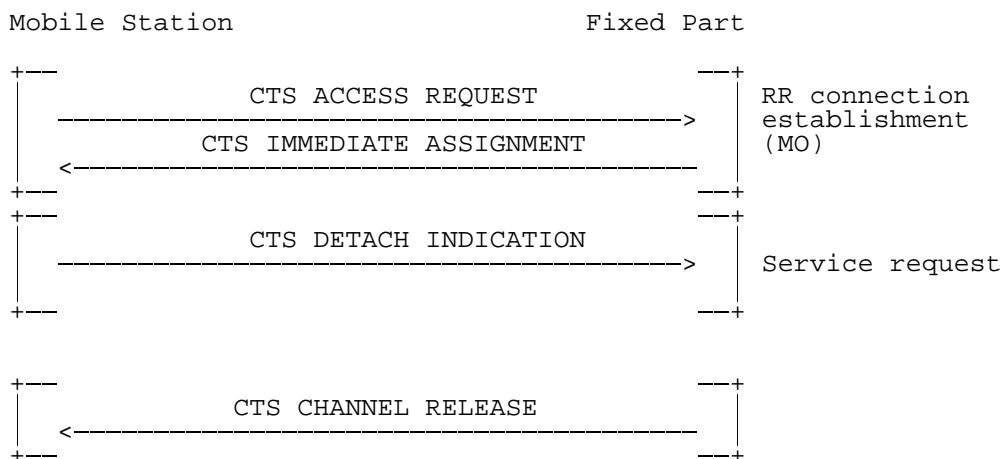 Mobile Station Fixed Part
CTS ACCESS REQUEST
RR connection
establishment
(MO)
CTS IMMEDIATE ASSIGNMENT
CTS DETACH INDICATION
Service request
CTS CHANNEL RELEASE